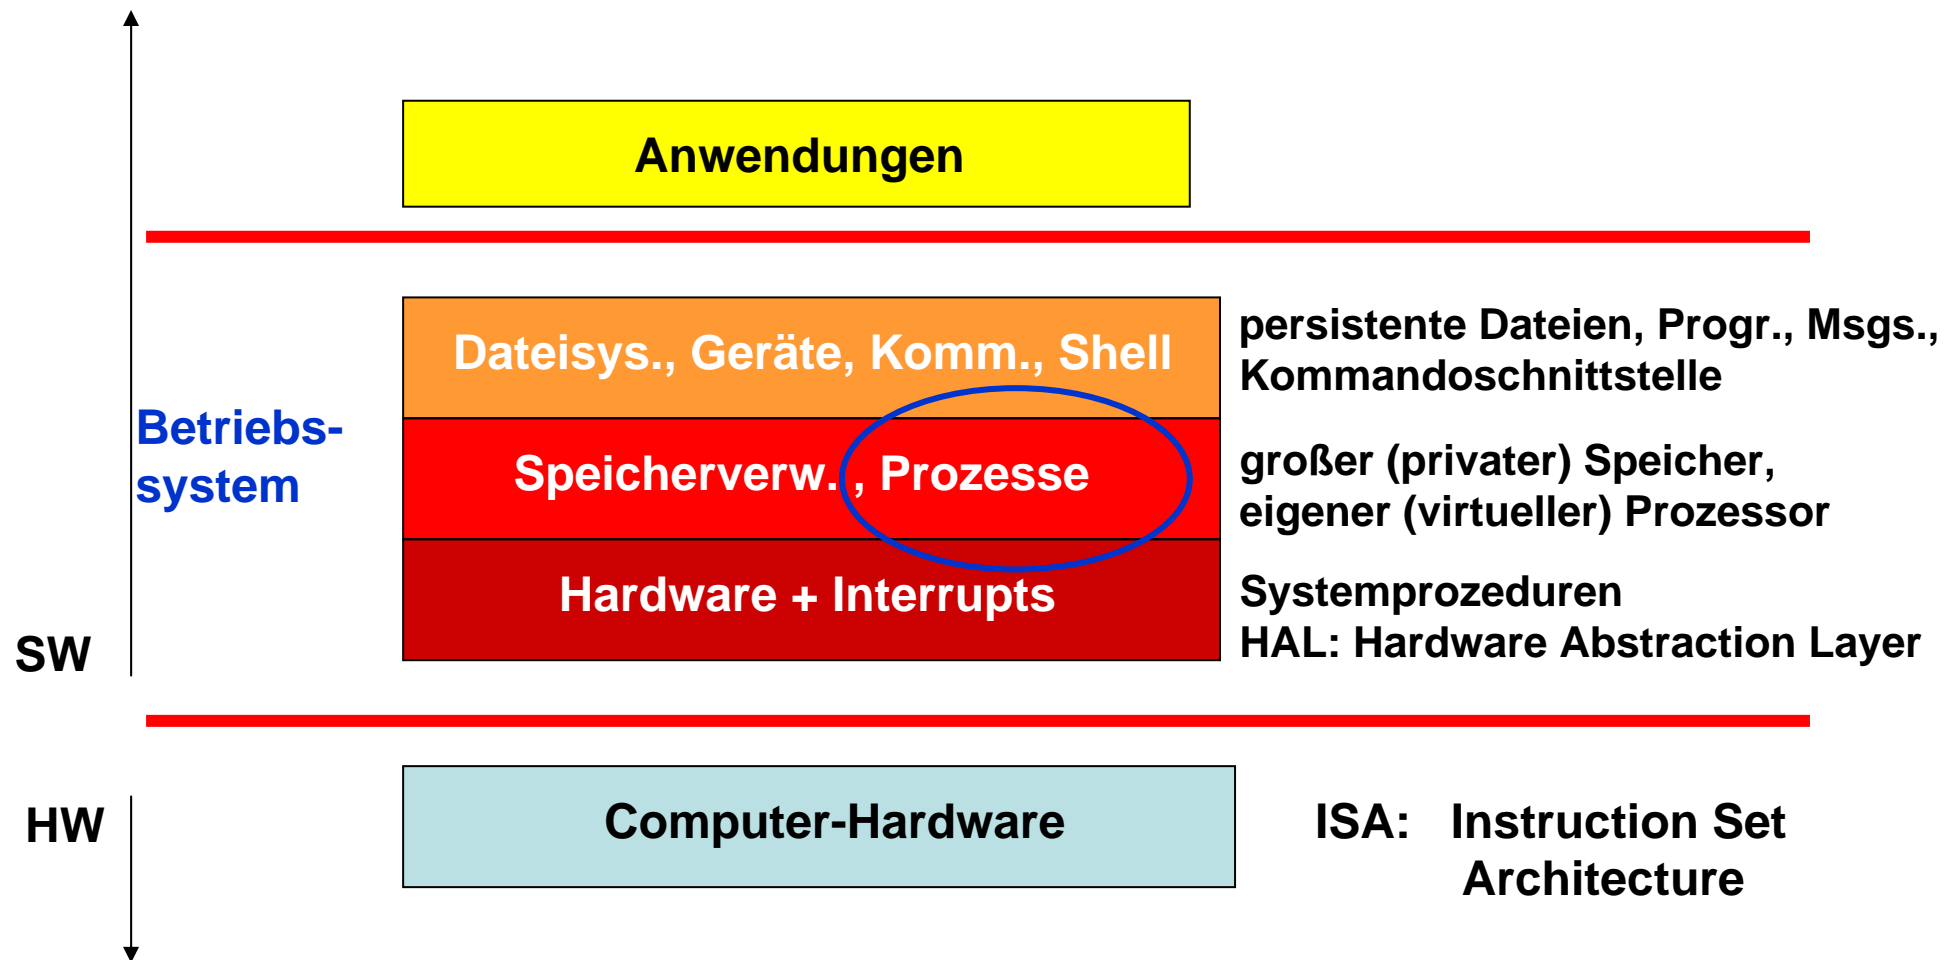 Anwendungen
Dateisys., Geräte, Komm., Shell
persistente Dateien, Progr., Msgs.,
Kommandoschnittstelle
Betriebs-
system
Speicherverw. , Prozesse
großer (privater) Speicher,
eigener (virtueller) Prozessor
Hardware + Interrupts
Systemprozeduren
HAL: Hardware Abstraction Layer
SW
HW
Computer-Hardware
ISA: Instruction Set
Architecture